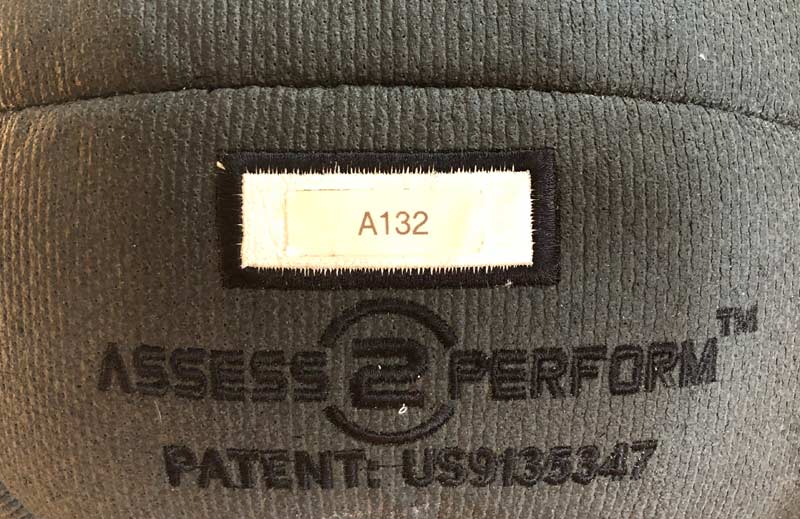 A132
ASSESS 2 PERFORM™
PATENT: US9135347